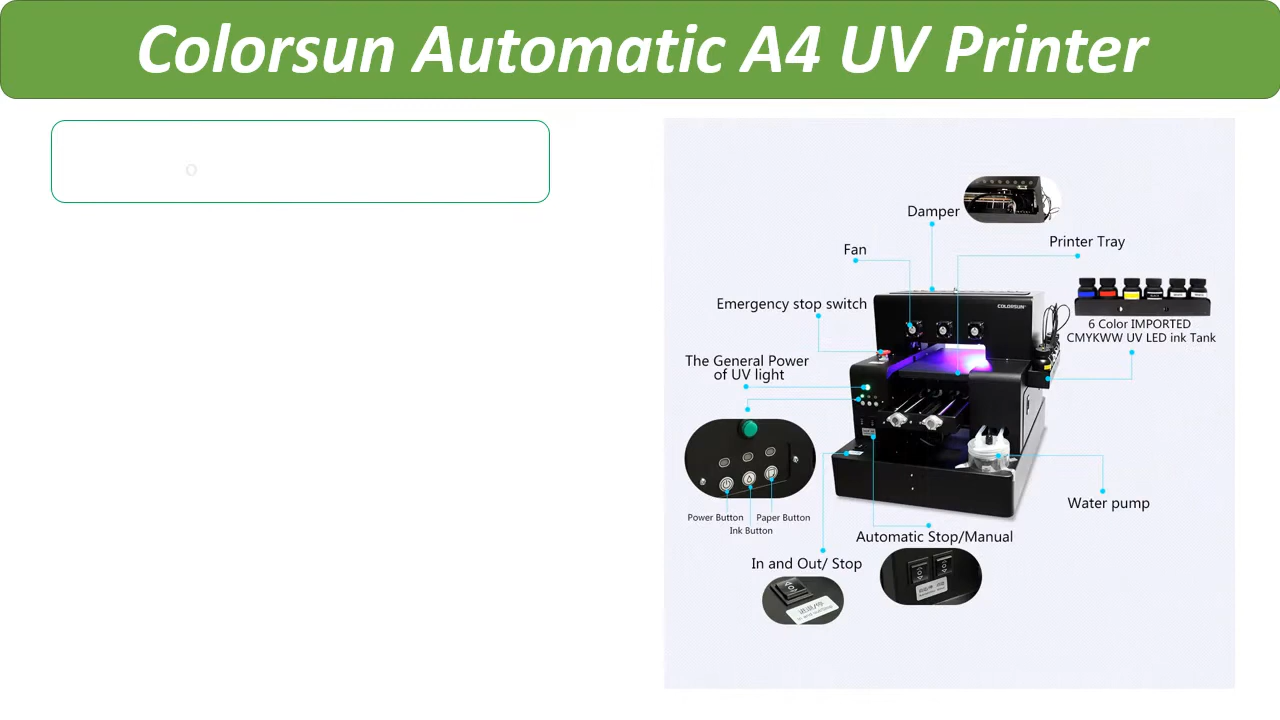 Colorsun Automatic A4 UV Printer
o
Damper
Fan
Printer Tray
Emergency stop switch
COLORSUN
6 Color IMPORTED
CMYKWW UV LED ink Tank
The General Power
of UV light
Power Button
Paper Button
Ink Button
Water pump
Automatic Stop/Manual
In and Out/ Stop